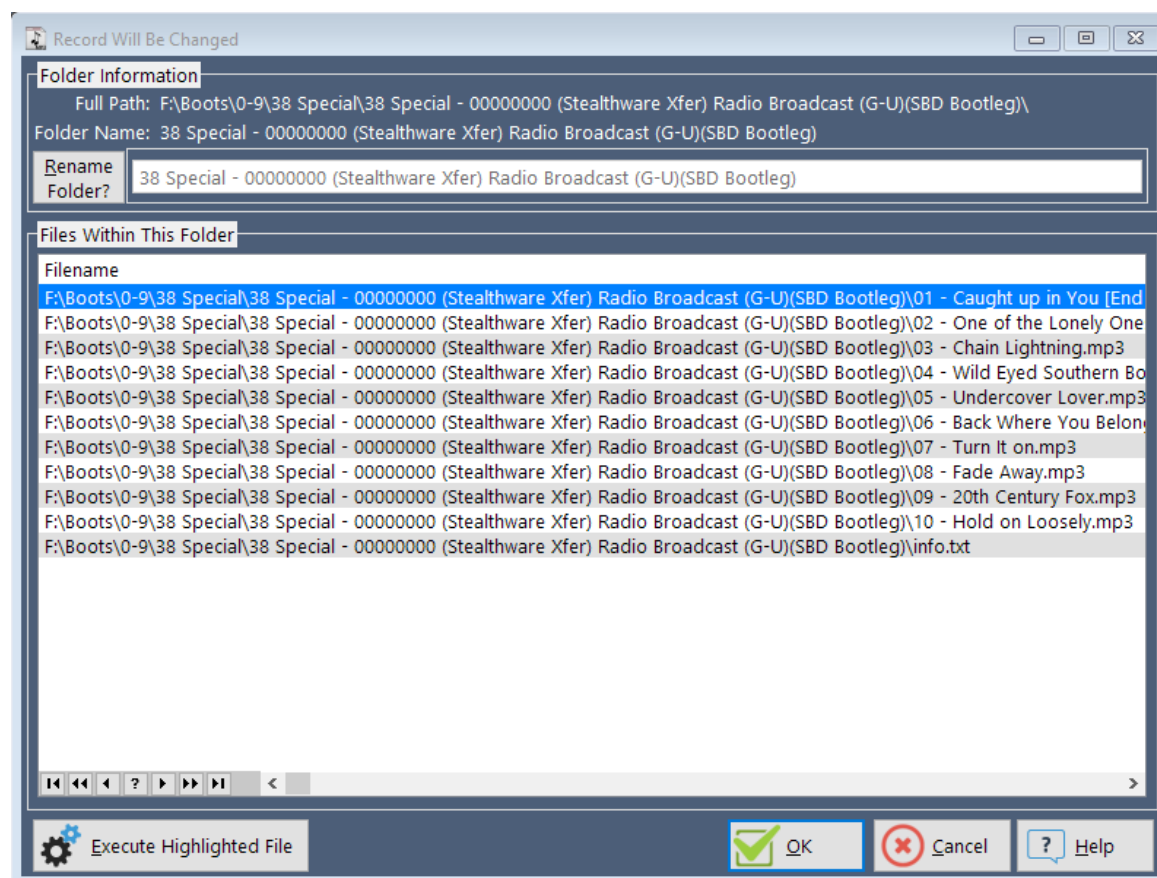 Record Will Be Changed
Folder Information
Full Path: F:\Boots\0-9\38 Special\38 Special - 00000000 (Stealthware Xfer) Radio Broadcast (G-U)(SBD Bootleg)\
Folder Name: 38 Special - 00000000 (Stealthware Xfer) Radio Broadcast (G-U)(SBD Bootleg)
Rename Folder?
38 Special - 00000000 (Stealthware Xfer) Radio Broadcast (G-U)(SBD Bootleg)
Files Within This Folder
Filename
F:\Boots\0-9\38 Special\38 Special - 00000000 (Stealthware Xfer) Radio Broadcast (G-U)(SBD Bootleg)\01 - Caught up in You [End
F:\Boots\0-9\38 Special\38 Special - 00000000 (Stealthware Xfer) Radio Broadcast (G-U)(SBD Bootleg)\02 - One of the Lonely One
F:\Boots\0-9\38 Special\38 Special - 00000000 (Stealthware Xfer) Radio Broadcast (G-U)(SBD Bootleg)\03 - Chain Lightning.mp3
F:\Boots\0-9\38 Special\38 Special - 00000000 (Stealthware Xfer) Radio Broadcast (G-U)(SBD Bootleg)\04 - Wild Eyed Southern Bo
F:\Boots\0-9\38 Special\38 Special - 00000000 (Stealthware Xfer) Radio Broadcast (G-U)(SBD Bootleg)\05 - Undercover Lover.mp3
F:\Boots\0-9\38 Special\38 Special - 00000000 (Stealthware Xfer) Radio Broadcast (G-U)(SBD Bootleg)\06 - Back Where You Belon
F:\Boots\0-9\38 Special\38 Special - 00000000 (Stealthware Xfer) Radio Broadcast (G-U)(SBD Bootleg)\07 - Turn It on.mp3
F:\Boots\0-9\38 Special\38 Special - 00000000 (Stealthware Xfer) Radio Broadcast (G-U)(SBD Bootleg)\08 - Fade Away.mp3
F:\Boots\0-9\38 Special\38 Special - 00000000 (Stealthware Xfer) Radio Broadcast (G-U)(SBD Bootleg)\09 - 20th Century Fox.mp3
F:\Boots\0-9\38 Special\38 Special - 00000000 (Stealthware Xfer) Radio Broadcast (G-U)(SBD Bootleg)\10 - Hold on Loosely.mp3
F:\Boots\0-9\38 Special\38 Special - 00000000 (Stealthware Xfer) Radio Broadcast (G-U)(SBD Bootleg)\info.txt
?
Execute Highlighted File
OK
Cancel
? Help